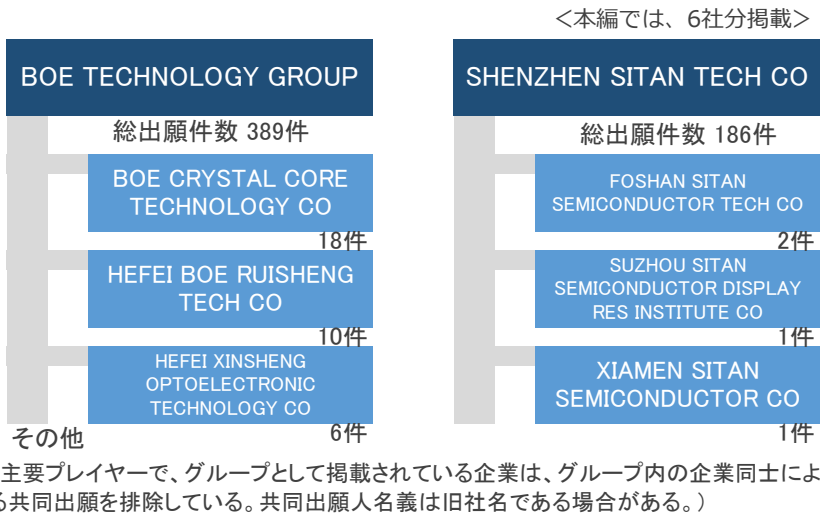 ＜本編では、6社分掲載＞
BOE TECHNOLOGY GROUP
総出願件数 389件
BOE CRYSTAL CORE
TECHNOLOGY CO
18件
HEFEI BOE RUISHENG
TECH CO
10件
HEFEI XINSHENG
OPTOELECTRONIC
TECHNOLOGY CO
6件
その他
SHENZHEN SITAN TECH CO
総出願件数 186件
FOSHAN SITAN
SEMICONDUCTOR TECH CO
2件
SUZHOU SITAN
SEMICONDUCTOR DISPLAY
RES INSTITUTE CO
1件
XIAMEN SITAN
SEMICONDUCTOR CO
1件
主要プレイヤーで、グループとして掲載されている企業は、グループ内の企業同士によ
る共同出願を排除している。共同出願人名義は旧社名である場合がある。）